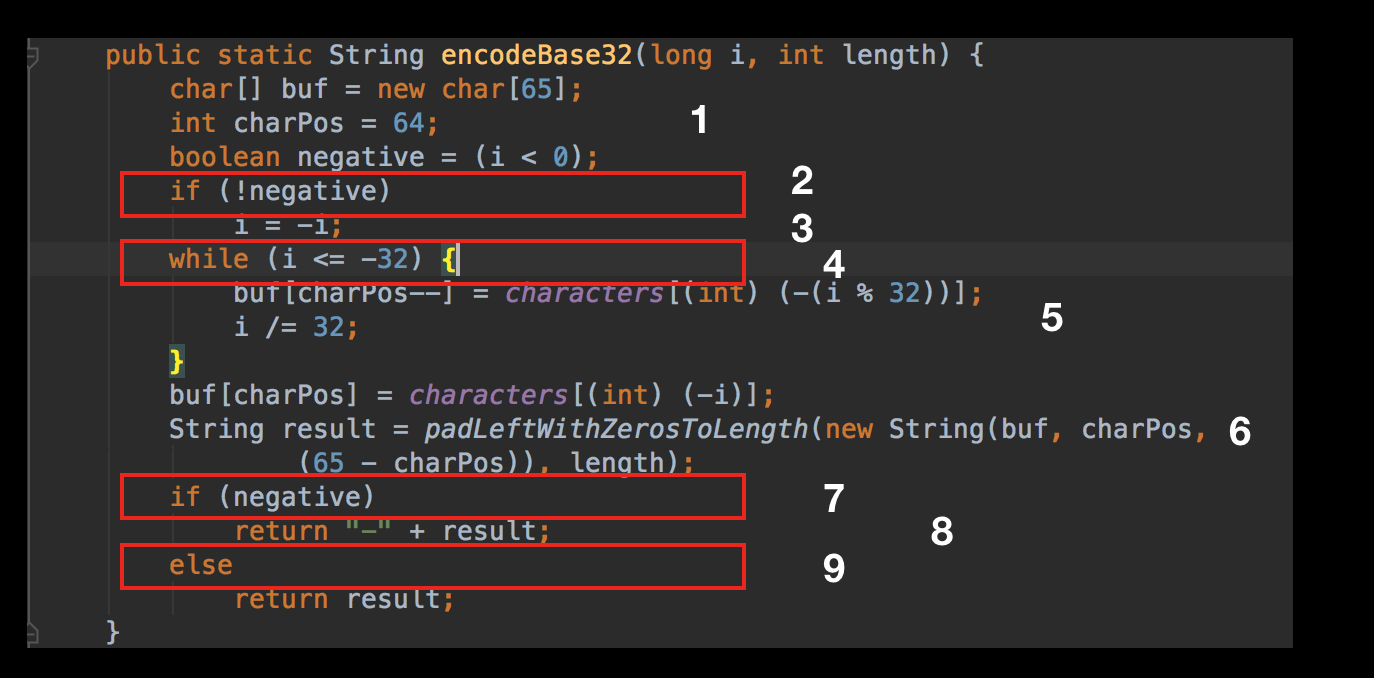 public static String encodeBase32(long i, int length) {
char[] buf = new char[65];
int charPos = 64; 1
boolean negative = (i < 0);
if (!negative) 2
i = -i; 3
while (i <= -32) { 4
buf[charPos--] = characters[(int) (-(i % 32))];
i /= 32; 5
}
buf[charPos] = characters[(int) (-i)];
String result = padLeftWithZerosToLength(new String(buf, charPos, 6
(65 - charPos)), length);
if (negative) 7
return "-" + result; 8
else 9
return result;
}